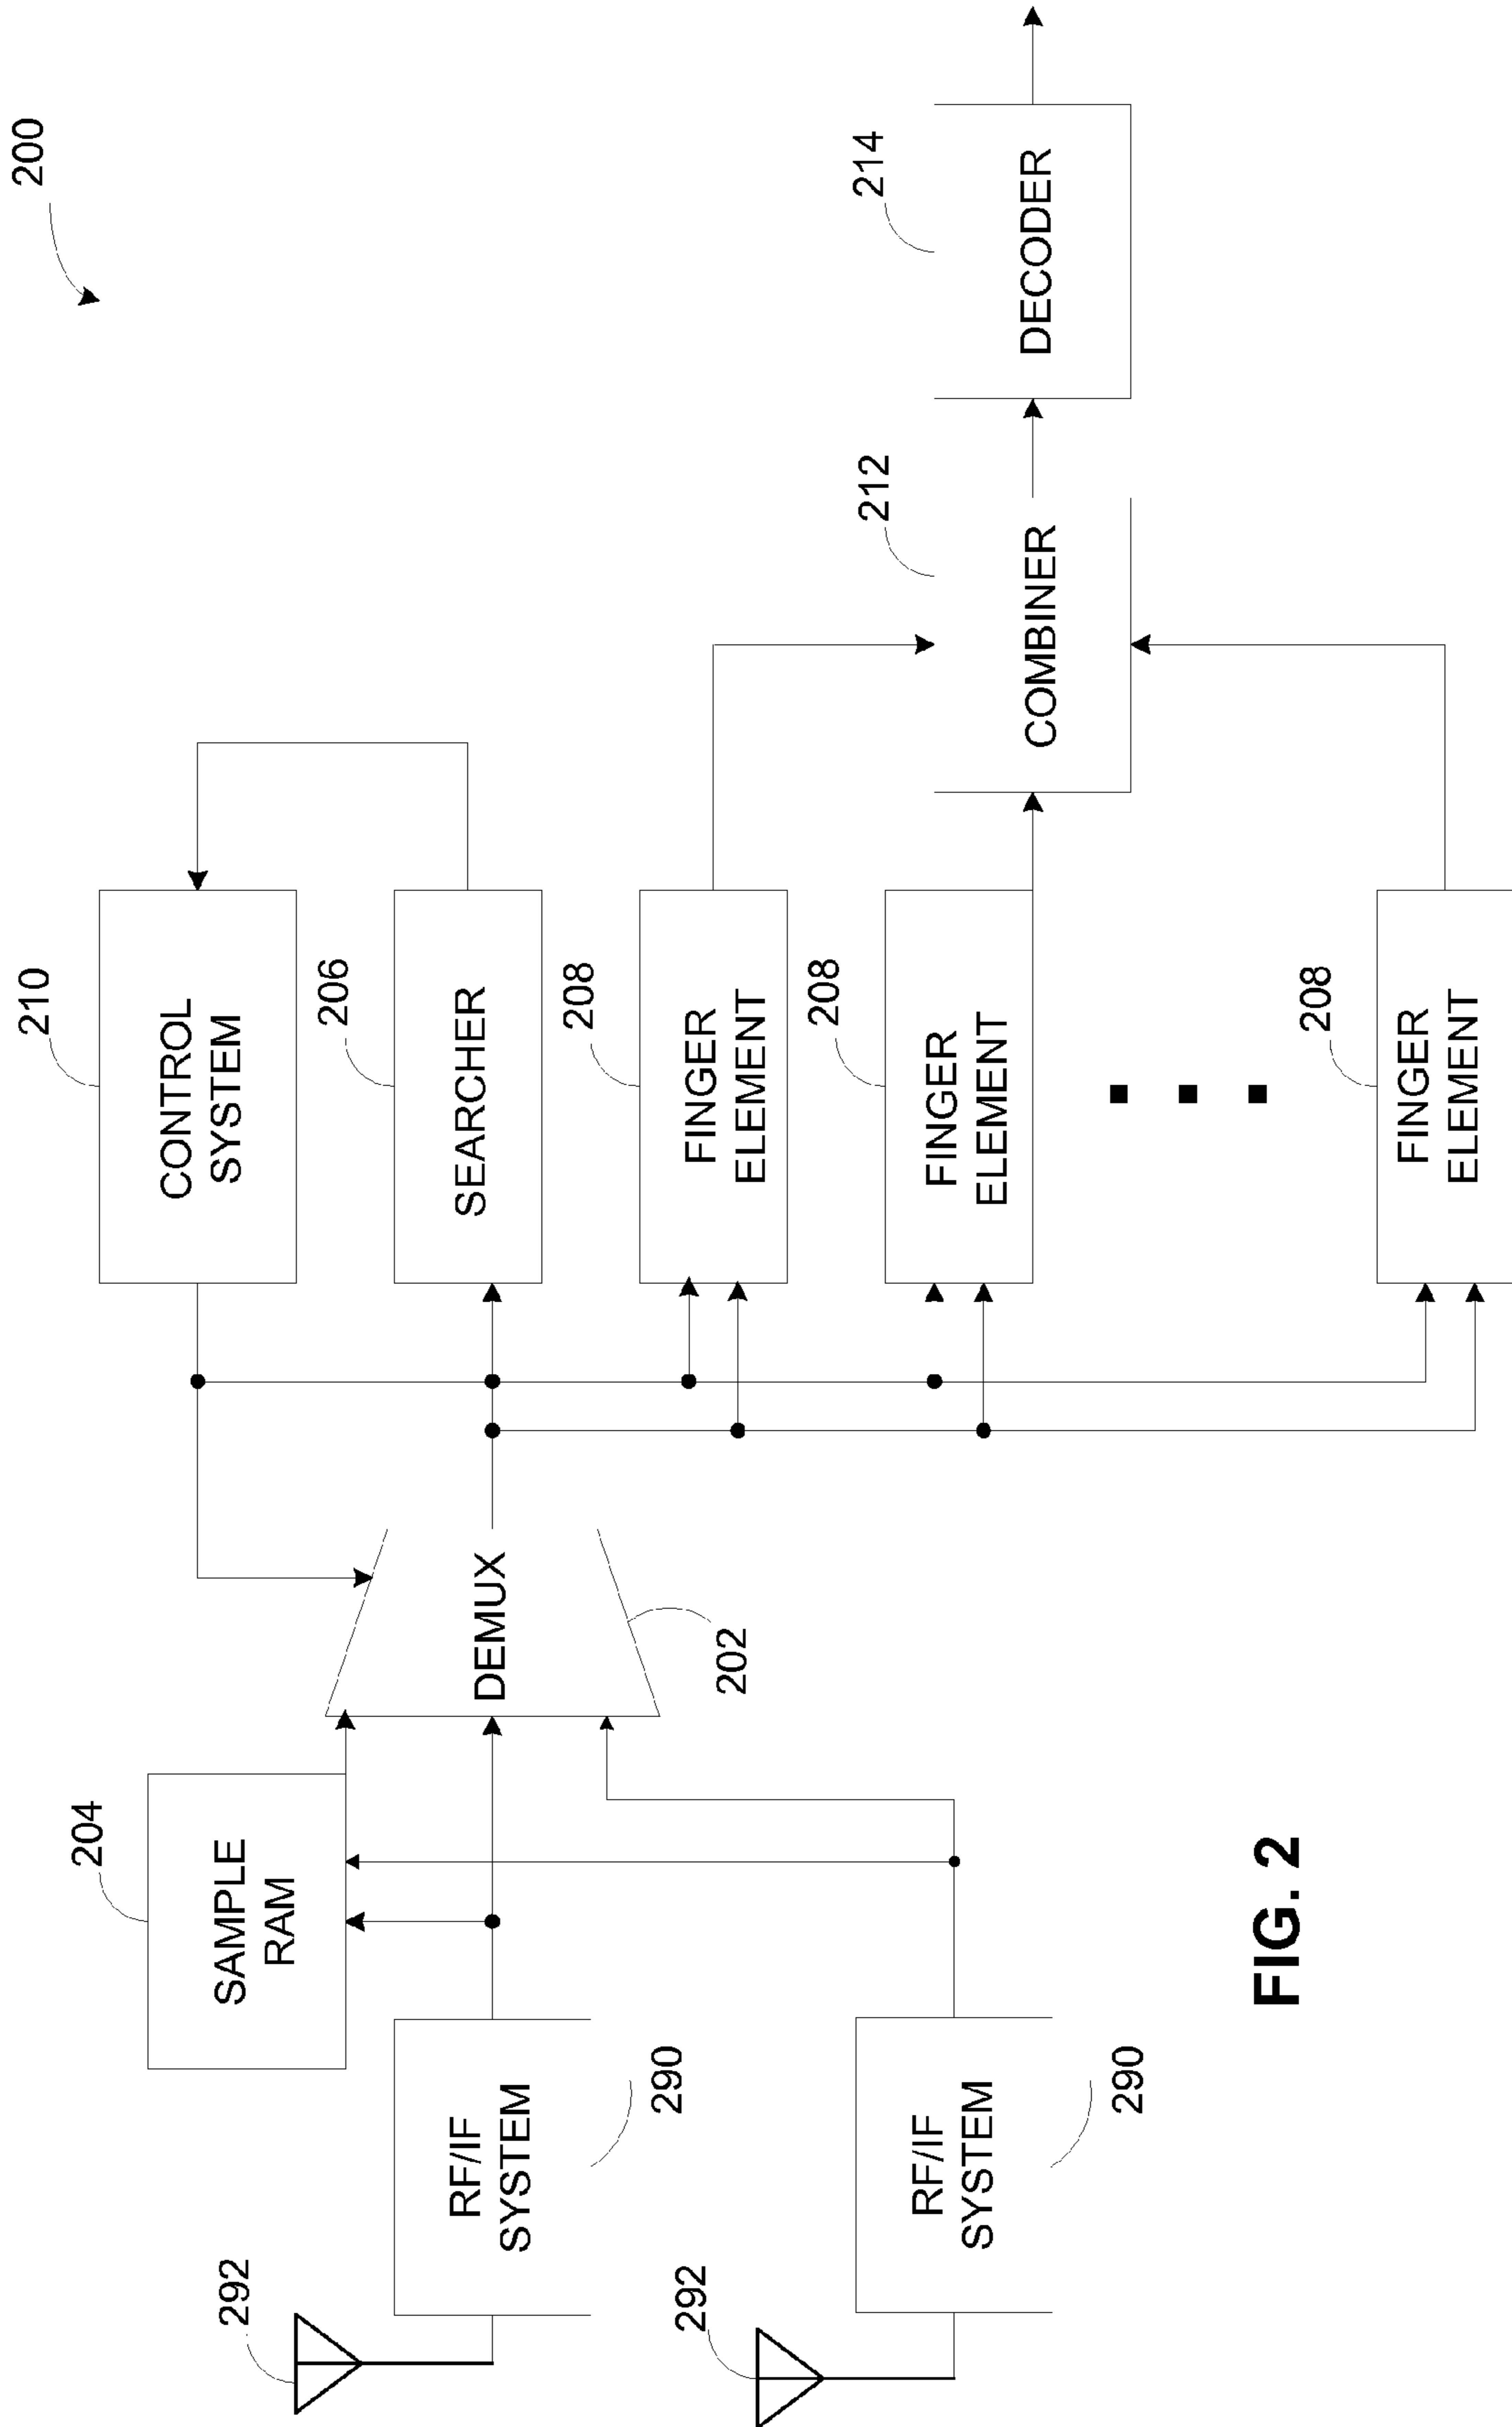 200
210
CONTROL
SYSTEM
204
SAMPLE
RAM
206
SEARCHER
292
RF/IF
SYSTEM
290
DEMUX
202
208
FINGER
ELEMENT
208
FINGER
ELEMENT
212
COMBINER
214
DECODER
292
RF/IF
SYSTEM
290
208
FINGER
ELEMENT
FIG. 2